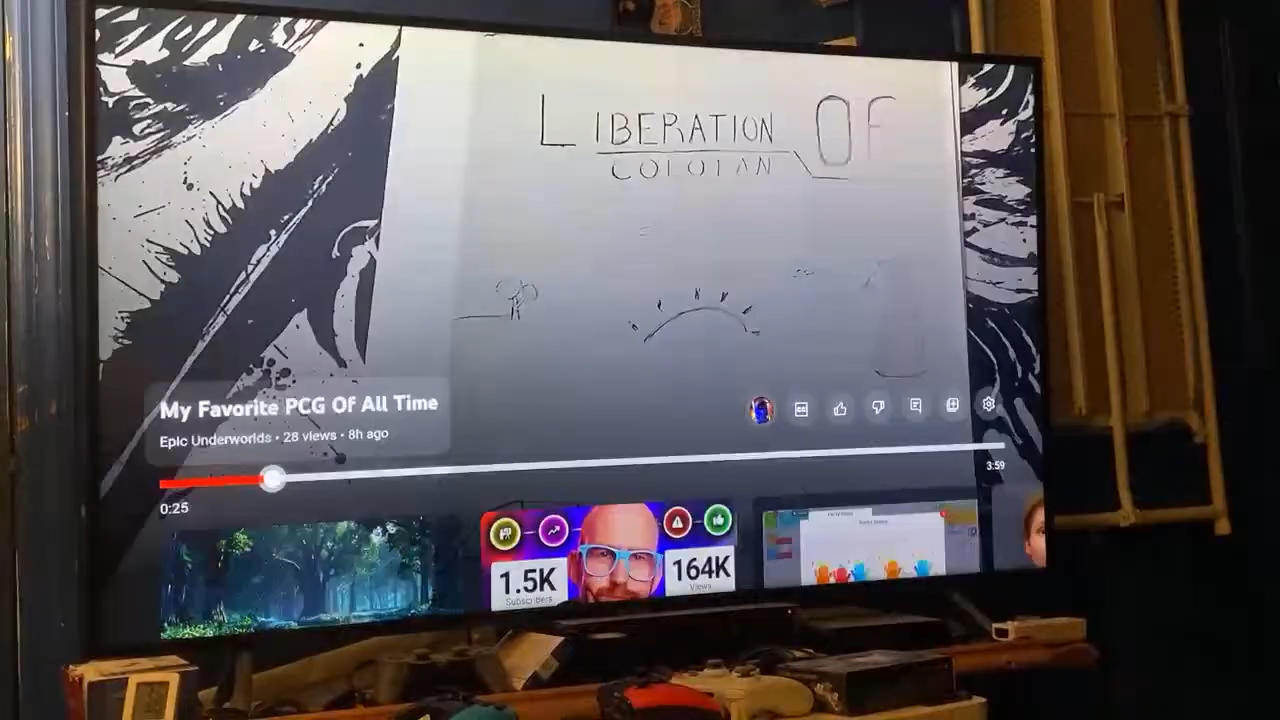 LIBERATION OF
My Favorite PCG Of All Time
Epic Underworlds • 28 views • 8h ago
3:59
0:25
1.5K
Subscribers
164K
Views